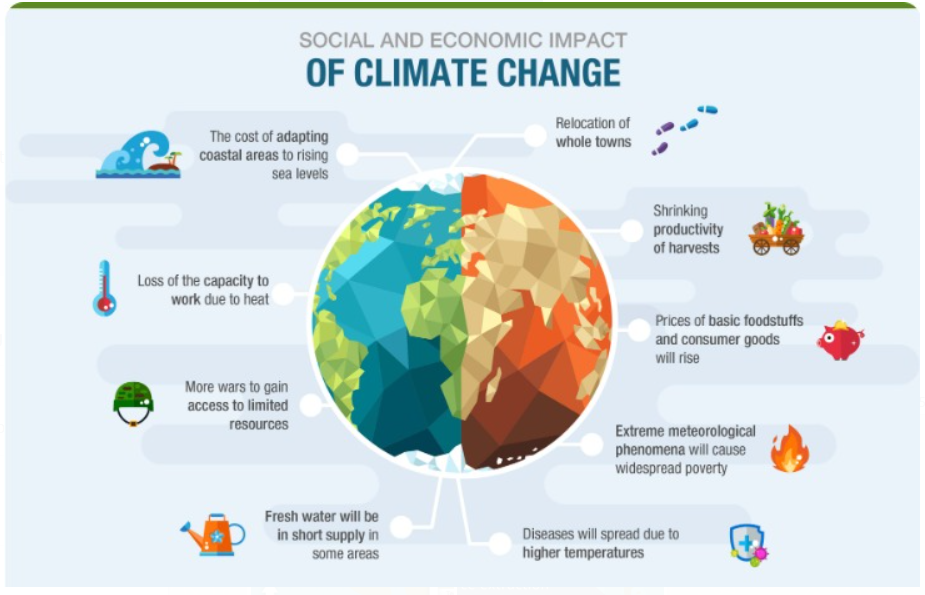 SOCIAL AND ECONOMIC IMPACT
OF CLIMATE CHANGE
The cost of adapting
coastal areas to rising
sea levels
Relocation of
whole towns
Shrinking
productivity
of harvests
Loss of the capacity to
work due to heat
Prices of basic foodstuffs
and consumer goods
will rise
More wars to gain
access to limited
resources
Extreme meteorological
phenomena will cause
widespread poverty
Fresh water will be
in short supply in
some areas
Diseases will spread due to
higher temperatures